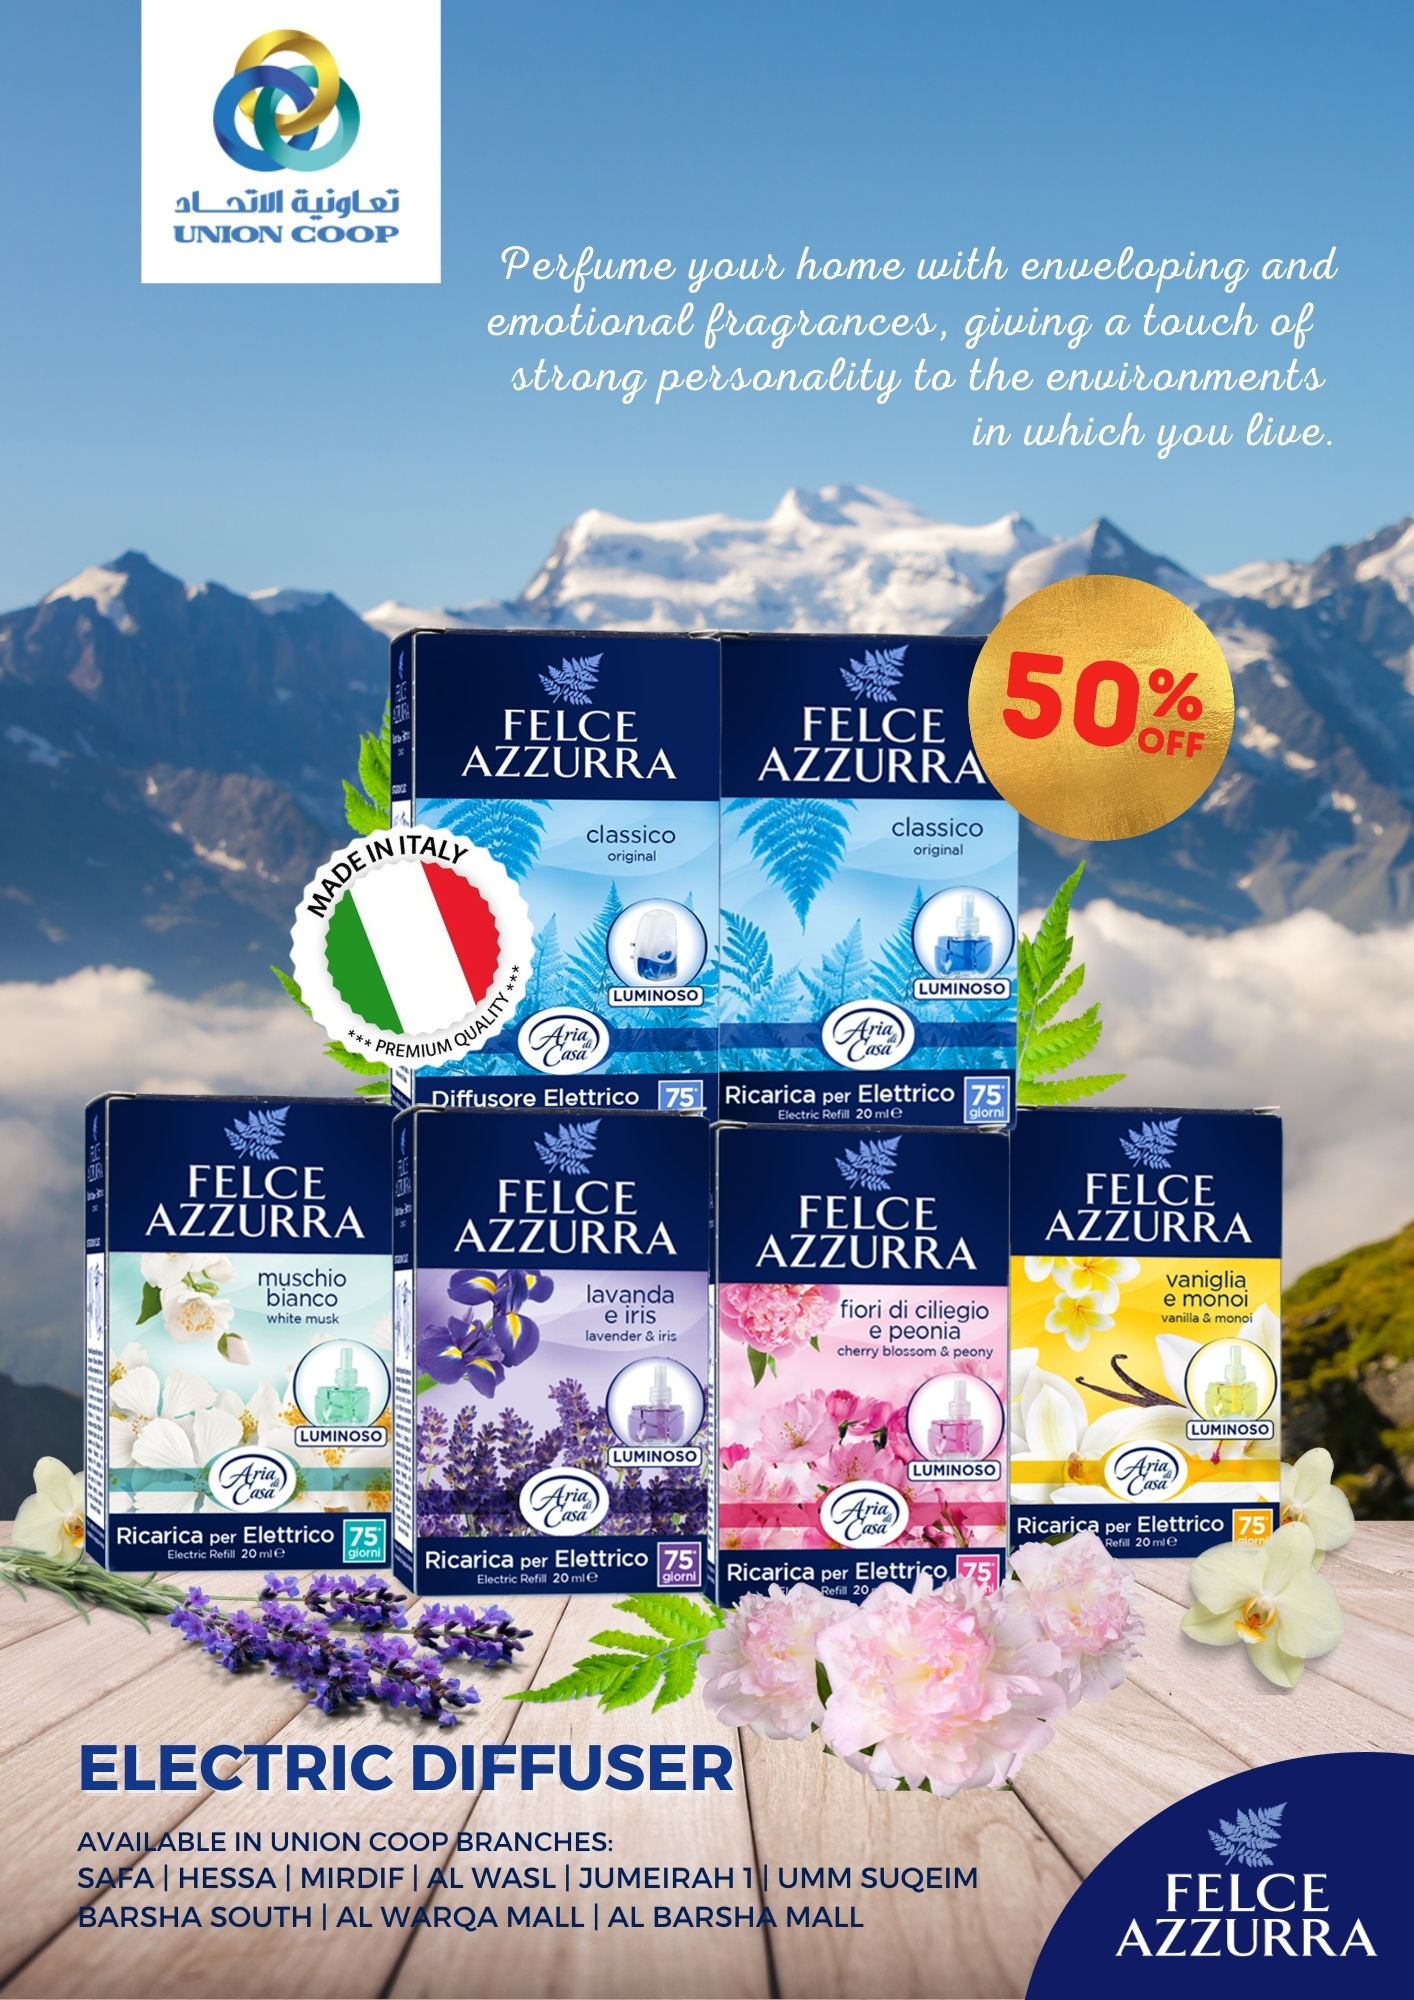 تعاونية الاتحاد
UNION COOP
Perfume your home with enveloping and
emotional fragrances, giving a touch of
strong personality to the environments
in which you live.
50% OFF
MADE IN ITALY
*** PREMIUM QUALITY ***
FELCE
AZZURRA
classico
original
LUMINOSO
Aria di Casa
Diffusore Elettrico
75
FELCE
AZZURRA
classico
original
LUMINOSO
Aria di Casa
Ricarica per Elettrico
Electric Refill 20 ml e
75
giorni
FELCE
AZZURRA
muschio
bianco
white musk
LUMINOSO
Aria di Casa
Ricarica per Elettrico
Electric Refill 20 ml e
75
giorni
FELCE
AZZURRA
lavanda
e iris
lavender & iris
LUMINOSO
Aria di Casa
Ricarica per Elettrico
Electric Refill 20 ml e
75
giorni
FELCE
AZZURRA
fiori di ciliegio
e peonia
cherry blossom & peony
LUMINOSO
Aria di Casa
Ricarica per Elettrico
Refill 20
75
FELCE
AZZURRA
vaniglia
e monoi
vanilla & monoi
LUMINOSO
Aria di Casa
Ricarica per Elettrico
Refill 20 ml e
75
giorni
ELECTRIC DIFFUSER
AVAILABLE IN UNION COOP BRANCHES:
SAFA | HESSA | MIRDIF | AL WASL | JUMEIRAH 1 | UMM SUQEIM
BARSHA SOUTH | AL WARQA MALL | AL BARSHA MALL
FELCE
AZZURRA